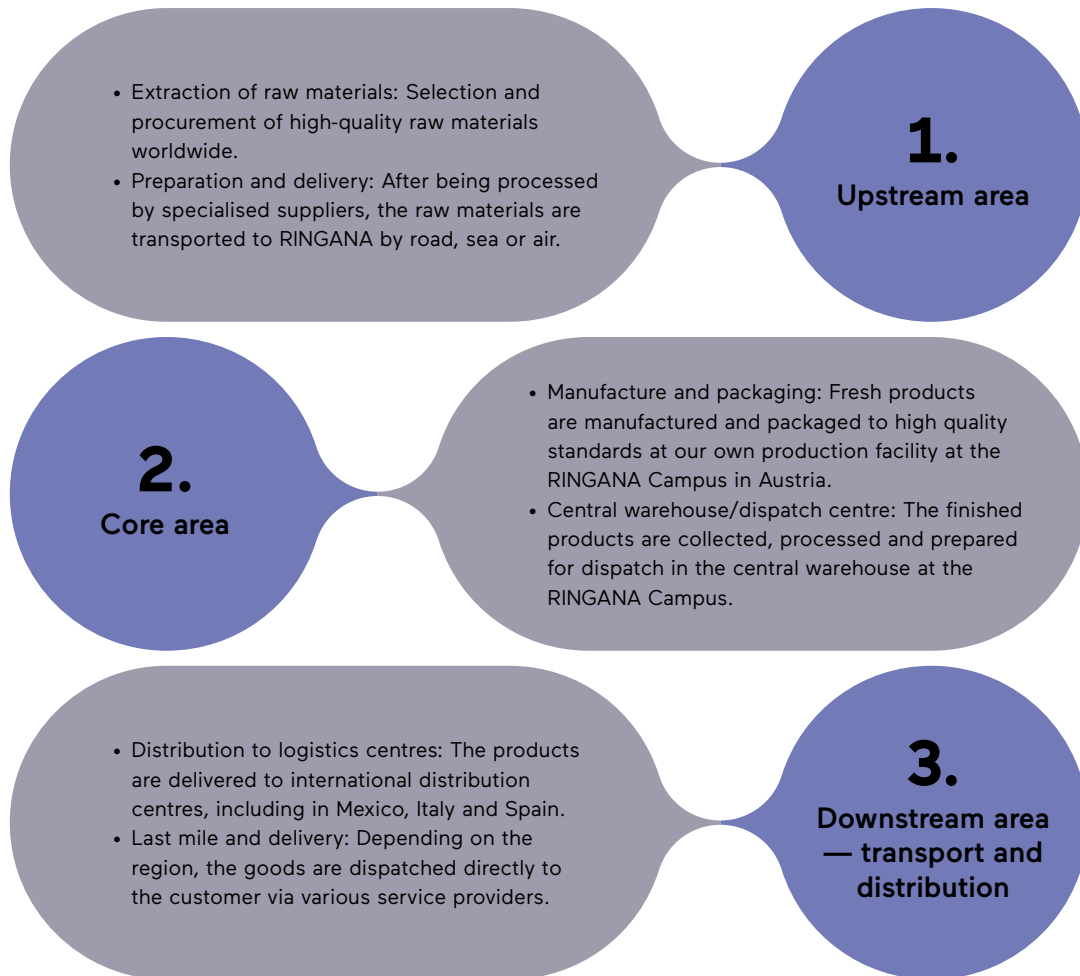 • Extraction of raw materials: Selection and
procurement of high-quality raw materials
worldwide.
• Preparation and delivery: After being processed
by specialised suppliers, the raw materials are
transported to RINGANA by road, sea or air.
1.
Upstream area
2.
Core area
• Manufacture and packaging: Fresh products
are manufactured and packaged to high quality
standards at our own production facility at the
RINGANA Campus in Austria.
• Central warehouse/dispatch centre: The finished
products are collected, processed and prepared
for dispatch in the central warehouse at the
RINGANA Campus.
• Distribution to logistics centres: The products
are delivered to international distribution
centres, including in Mexico, Italy and Spain.
• Last mile and delivery: Depending on the
region, the goods are dispatched directly to
the customer via various service providers.
3.
Downstream area
— transport and
distribution